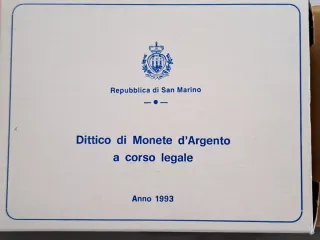 Repubblica di San Marino
Dittico di Monete d'Argento
a corso legale
Anno 1993